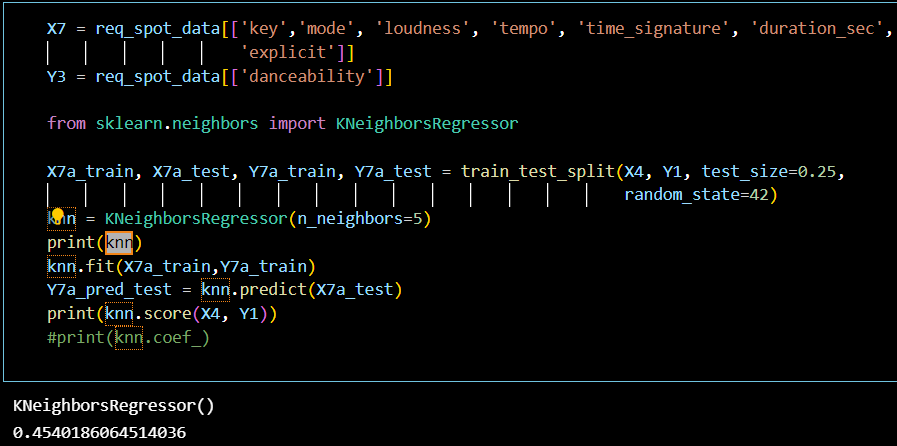 X7 = req_spot_data[['key','mode', 'loudness', 'tempo', 'time_signature', 'duration_sec',
'explicit']]
Y3 = req_spot_data[['danceability']]
from sklearn.neighbors import KNeighborsRegressor
X7a_train, X7a_test, Y7a_train, Y7a_test = train_test_split(X4, Y1, test_size=0.25,
random_state=42)
knn = KNeighborsRegressor(n_neighbors=5)
print(knn)
knn.fit(X7a_train,Y7a_train)
Y7a_pred_test = knn.predict(X7a_test)
print(knn.score(X4, Y1))
#print(knn.coef_)
KNeighborsRegressor()
0.4540186064514036